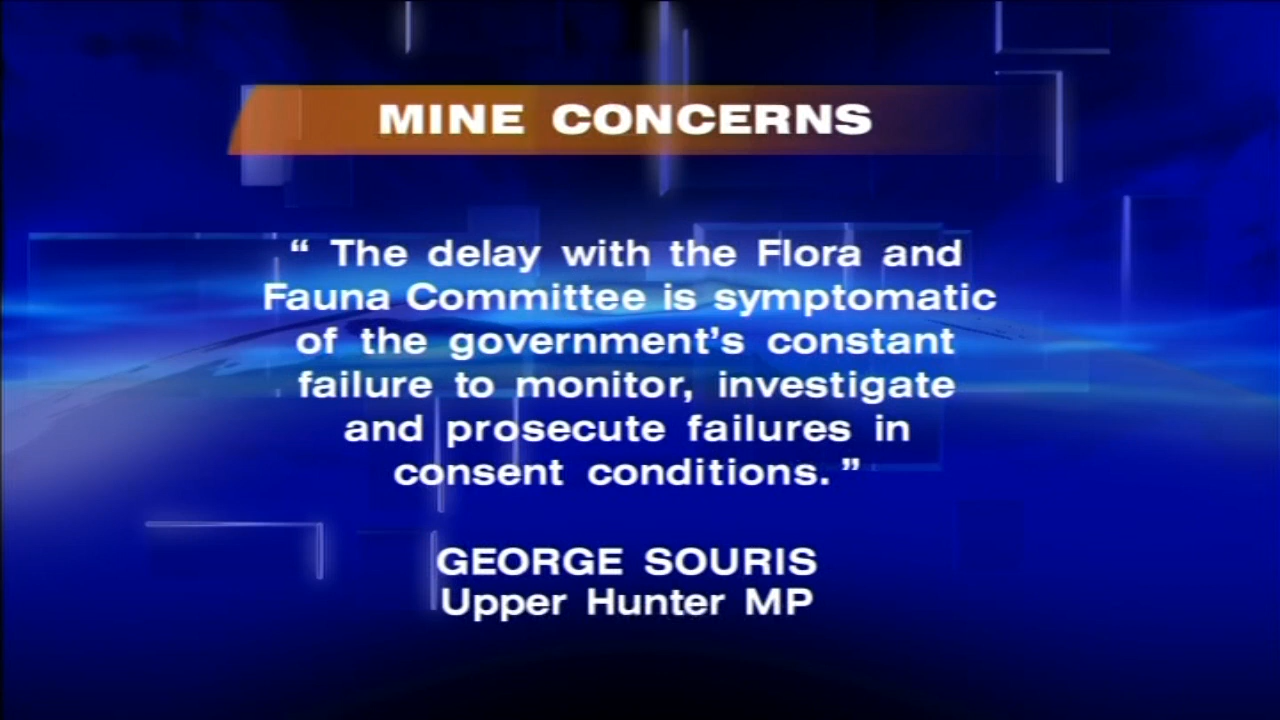 MINE CONCERNS
“ The delay with the Flora and
Fauna Committee is symptomatic
of the government’s constant
failure to monitor, investigate
and prosecute failures in
consent conditions. ”
GEORGE SOURIS
Upper Hunter MP